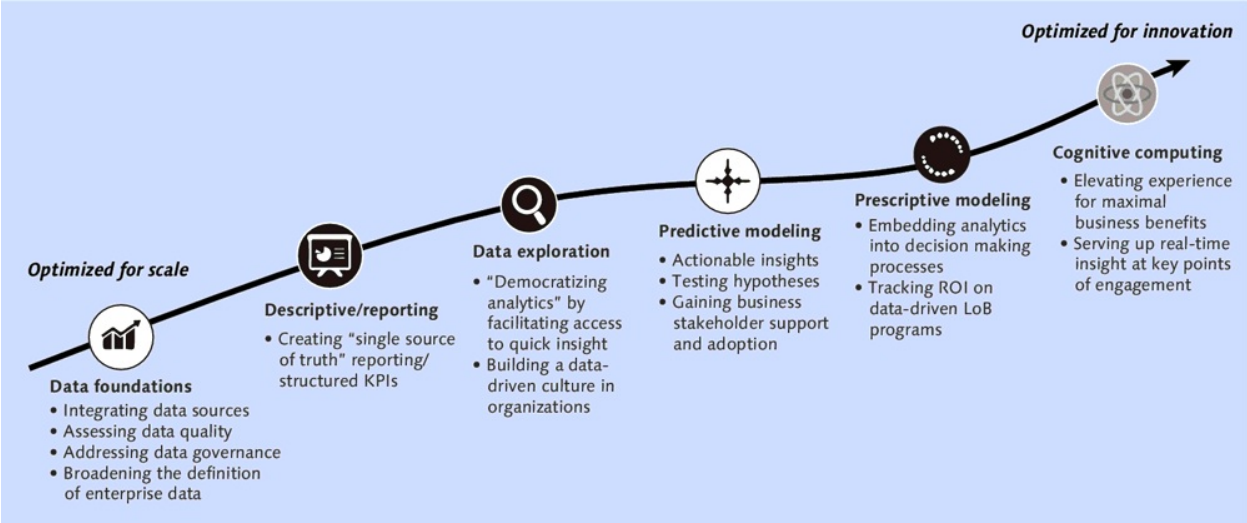 Optimized for innovation
Optimized for scale
Data foundations
• Integrating data sources
• Assessing data quality
• Addressing data governance
• Broadening the definition
of enterprise data
Descriptive/reporting
• Creating “single source
of truth” reporting/
structured KPIs
Data exploration
• “Democratizing
analytics” by
facilitating access
to quick insight
• Building a data-
driven culture in
organizations
Predictive modeling
• Actionable insights
• Testing hypotheses
• Gaining business
stakeholder support
and adoption
Prescriptive modeling
• Embedding analytics
into decision making
processes
• Tracking ROI on
data-driven LoB
programs
Cognitive computing
• Elevating experience
for maximal
business benefits
• Serving up real-time
insight at key points
of engagement